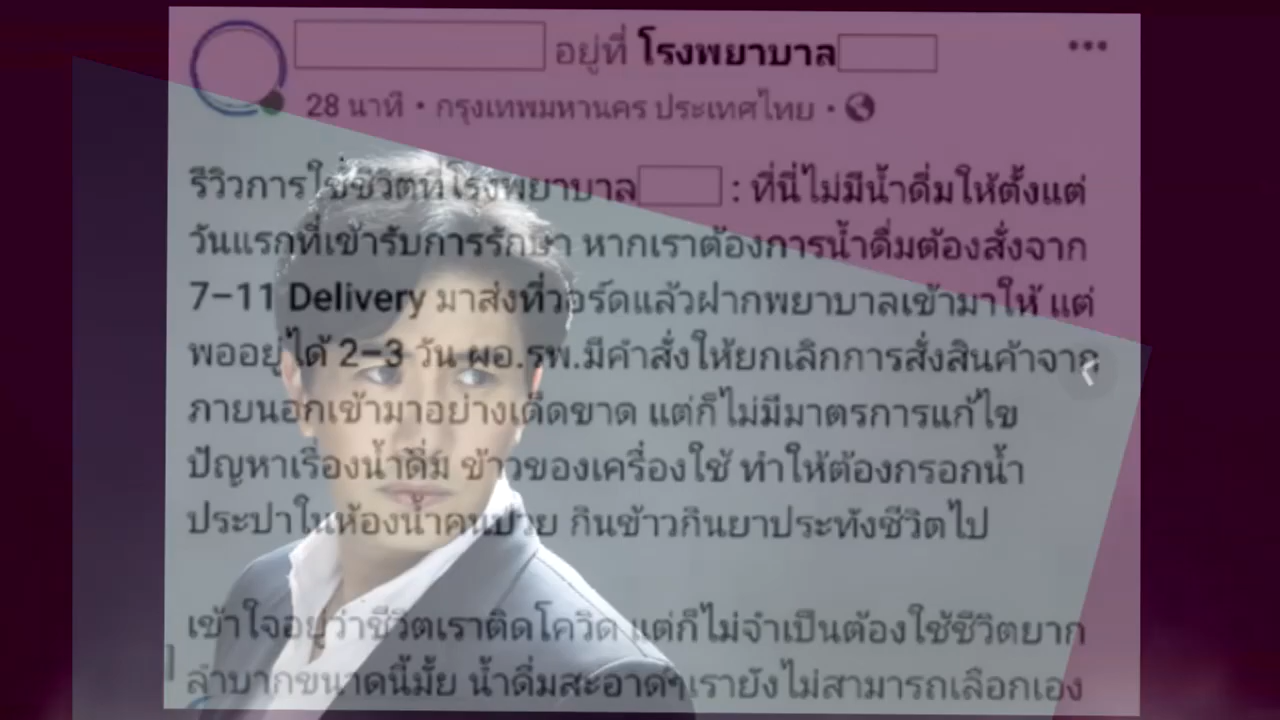 อยู่ที่ โรงพยาบาล
28 นาที · กรุงเทพมหานคร ประเทศไทย ·
รีวิวการใช้ชีวิตที่โรงพยาบาล : ที่นี่ไม่มีน้ำดื่มให้ตั้งแต่
วันแรกที่เข้ารับการรักษา หากเราต้องการน้ำดื่มต้องสั่งจาก
7-11 Delivery มาส่งที่วอร์ดแล้วฝากพยาบาลเข้ามาให้ แต่
พออยู่ได้ 2-3 วัน ผอ.รพ.มีคำสั่งให้ยกเลิกการสั่งสินค้าจาก
ภายนอกเข้ามาอย่างเด็ดขาด แต่ก็ไม่มีมาตรการแก้ไข
ปัญหาเรื่องน้ำดื่ม ข้าวของเครื่องใช้ ทำให้ต้องกรอกน้ำ
ประปาในห้องน้ำคนป่วย กินข้าวกินยาประทังชีวิตไป
เข้าใจอยู่ว่าชีวิตเราติดโควิด แต่ก็ไม่จำเป็นต้องใช้ชีวิตยาก
ลำบากขนาดนี้มั้ย น้ำดื่มสะอาดๆเรายังไม่สามารถเลือกเอง